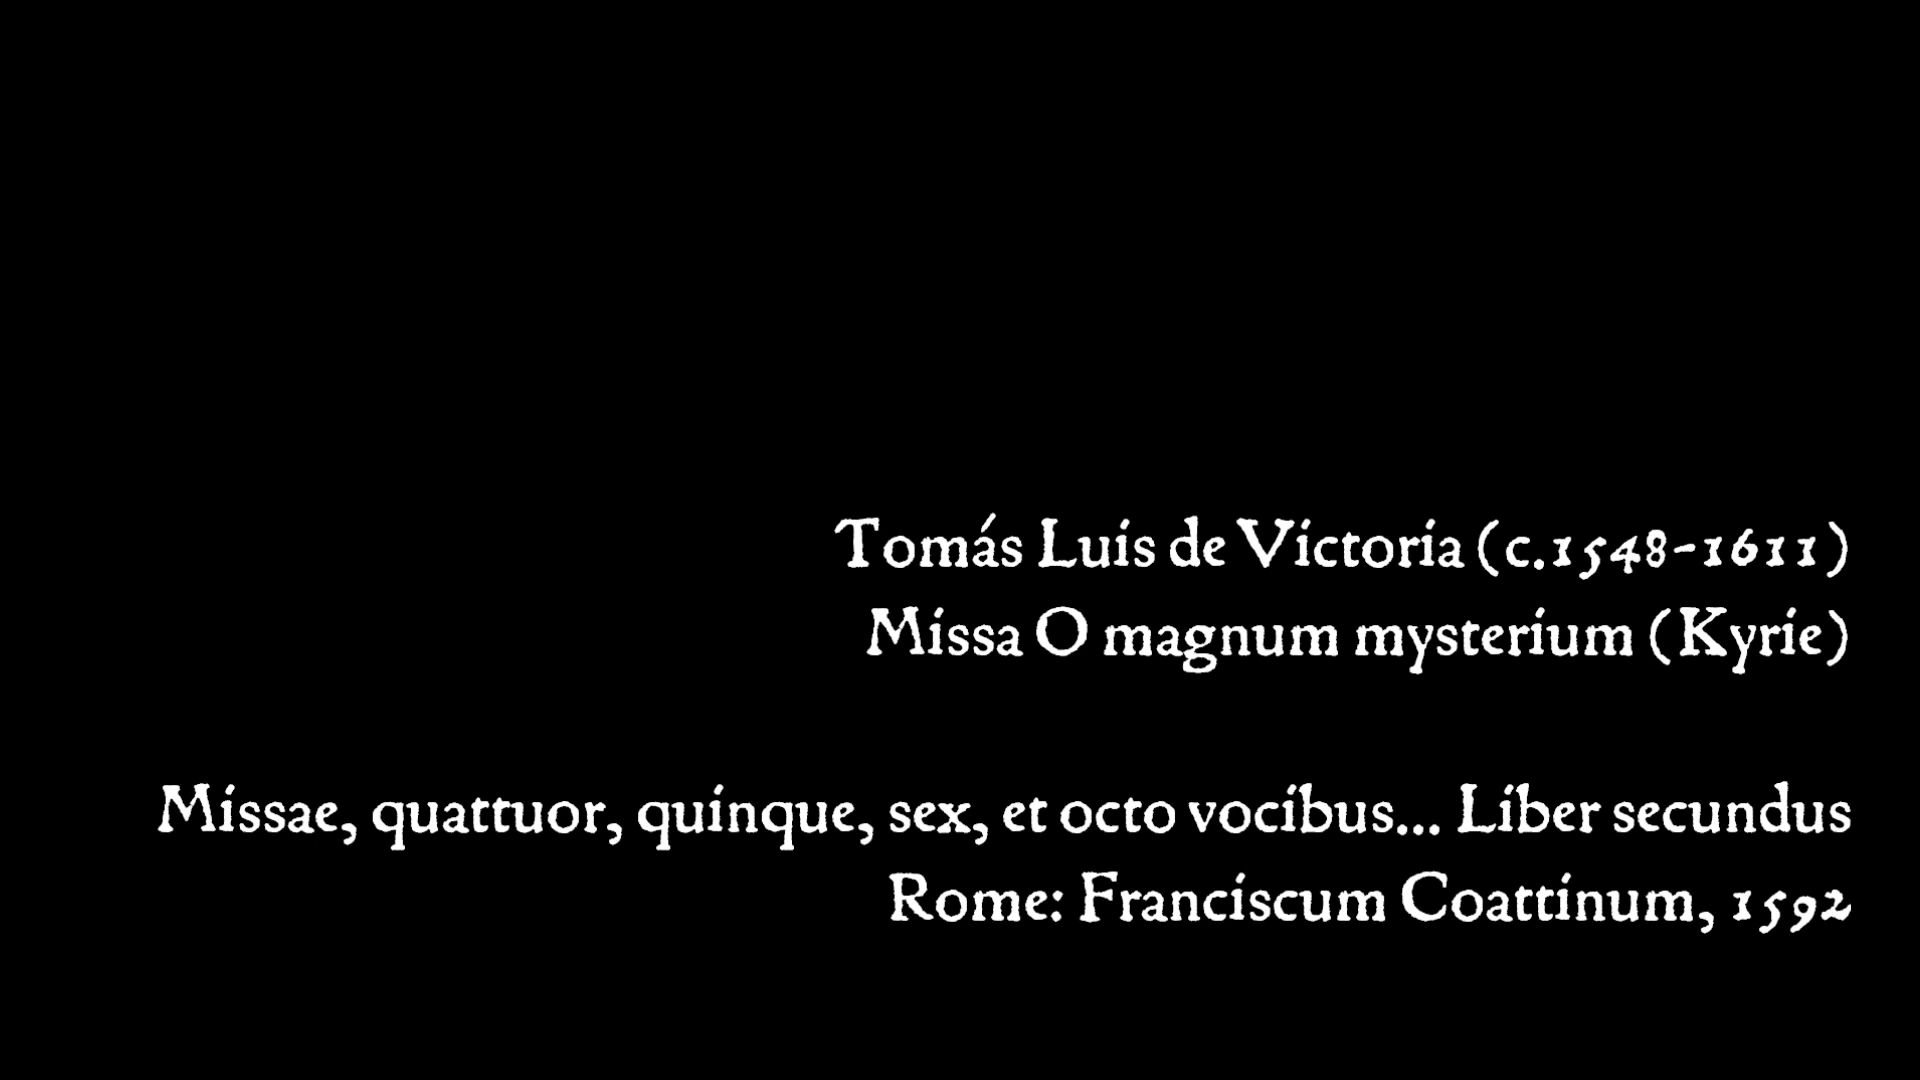 Tomás Luis de Victoria (c.1548-1611)
Missa O magnum mysterium (Kyrie)
Missae, quattuor, quinque, sex, et octo vocibus... Liber secundus
Rome: Franciscum Coattinum, 1592